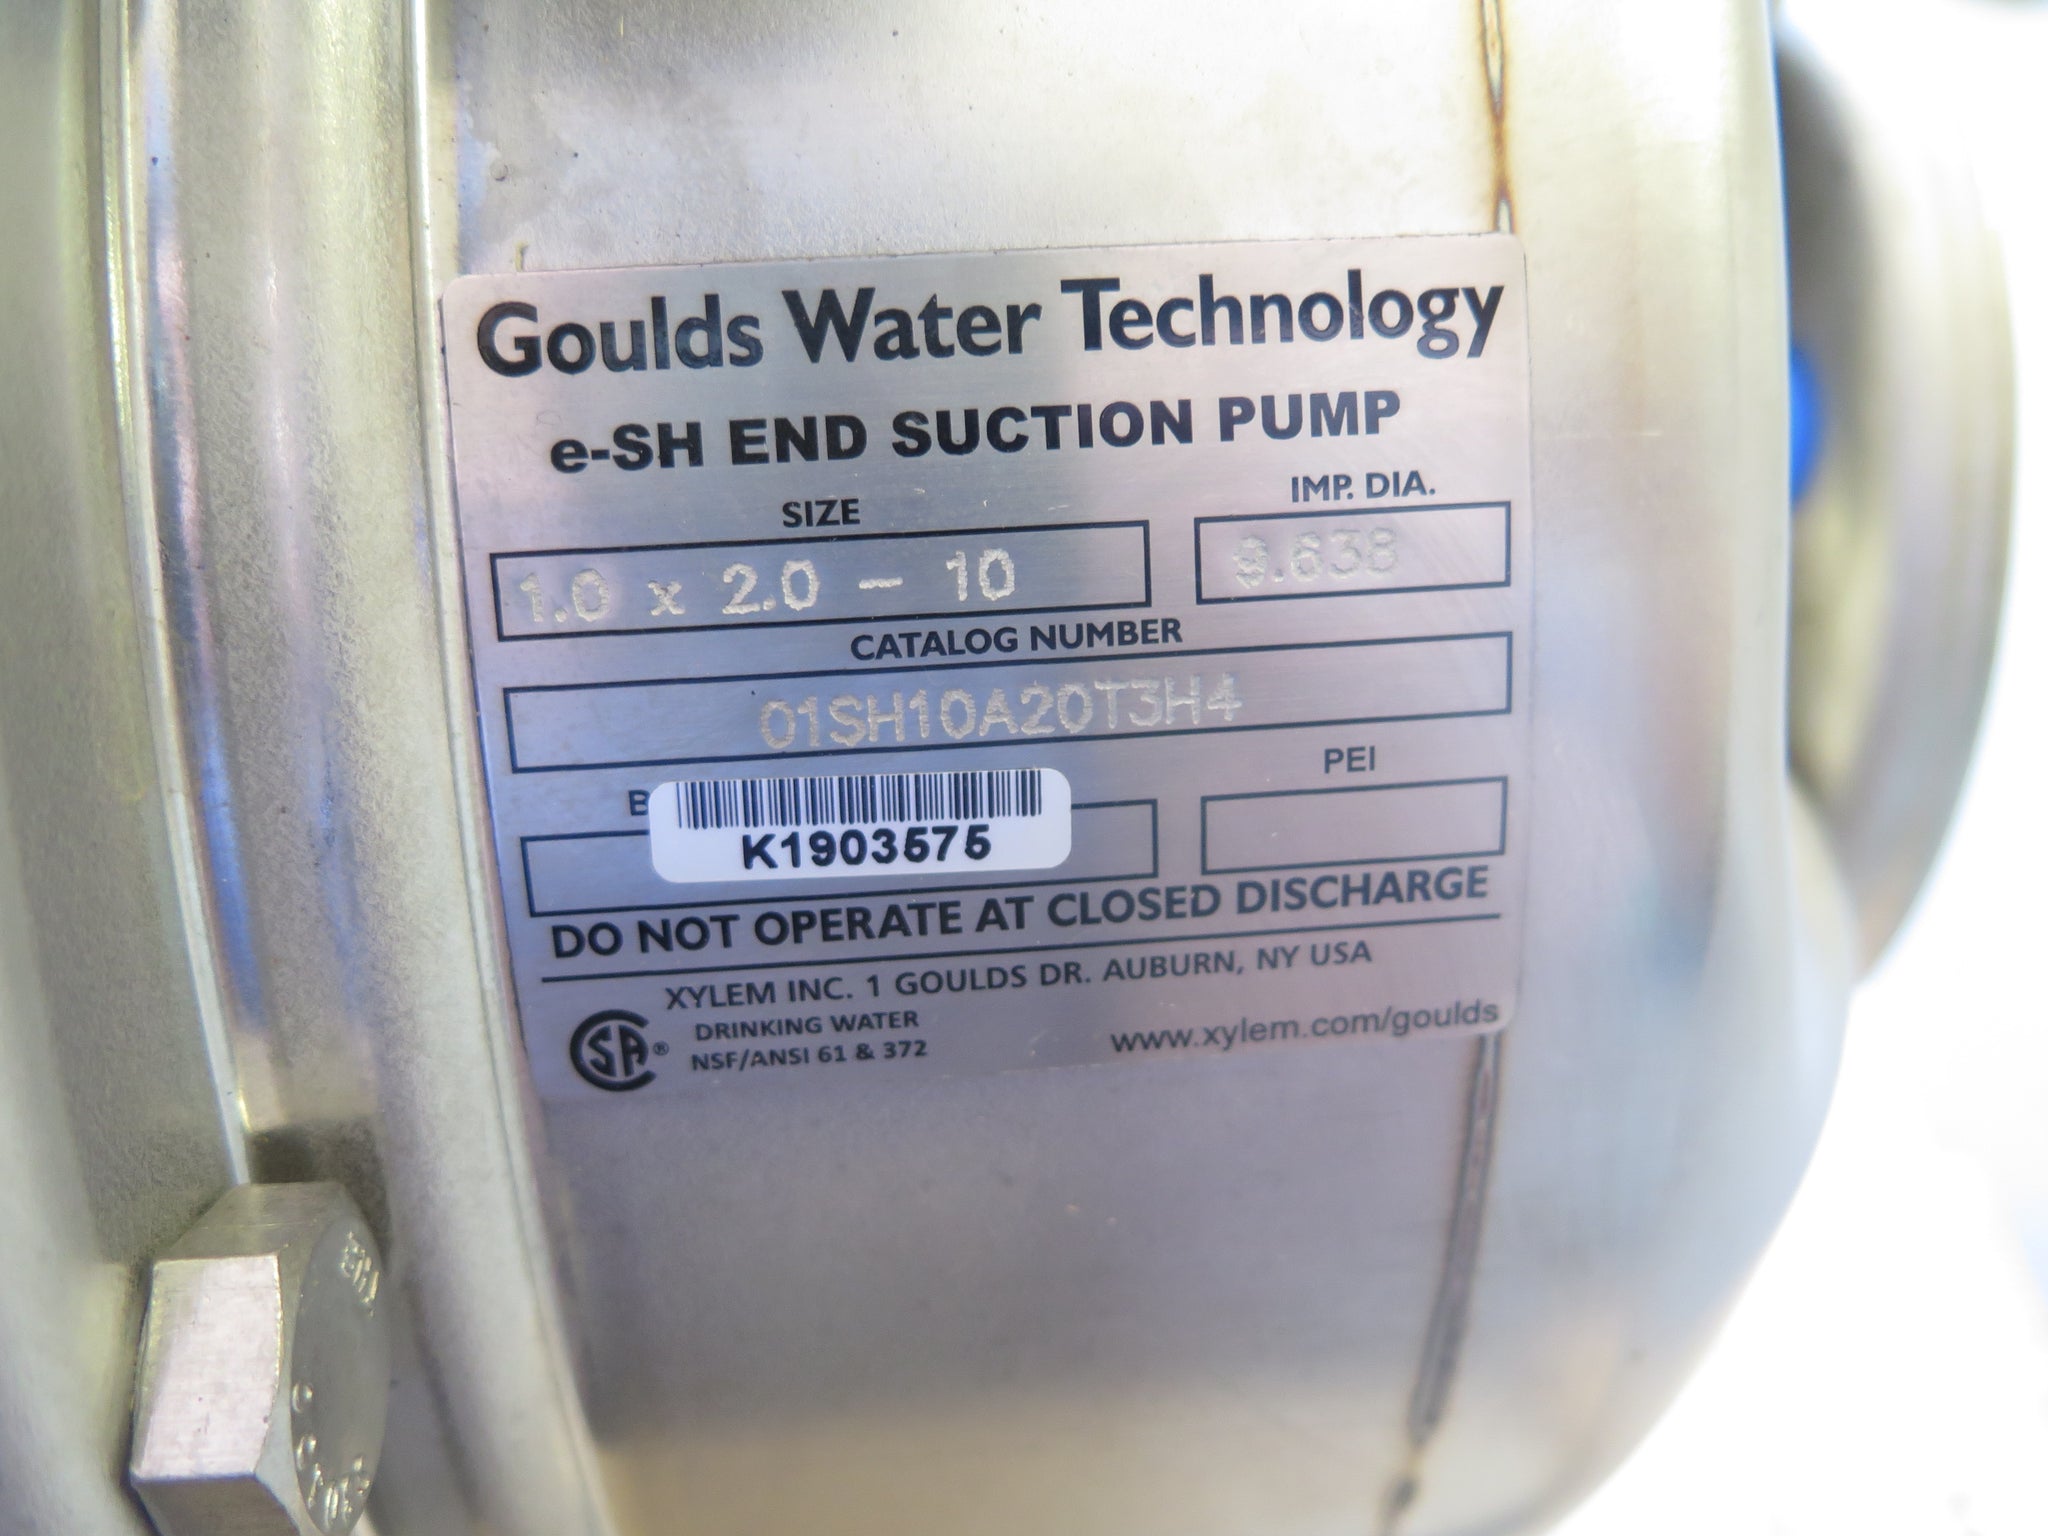 Goulds Water Technology
e-SH END SUCTION PUMP
SIZE
IMP. DIA.
1.0 x 2.0 - 10
9.638
CATALOG NUMBER
01SH10A20T3H4
PEI
K1903575
DO NOT OPERATE AT CLOSED DISCHARGE
XYLEM INC. 1 GOULDS DR. AUBURN, NY USA
CSA®
DRINKING WATER
NSF/ANSI 61 & 372
www.xylem.com/goulds